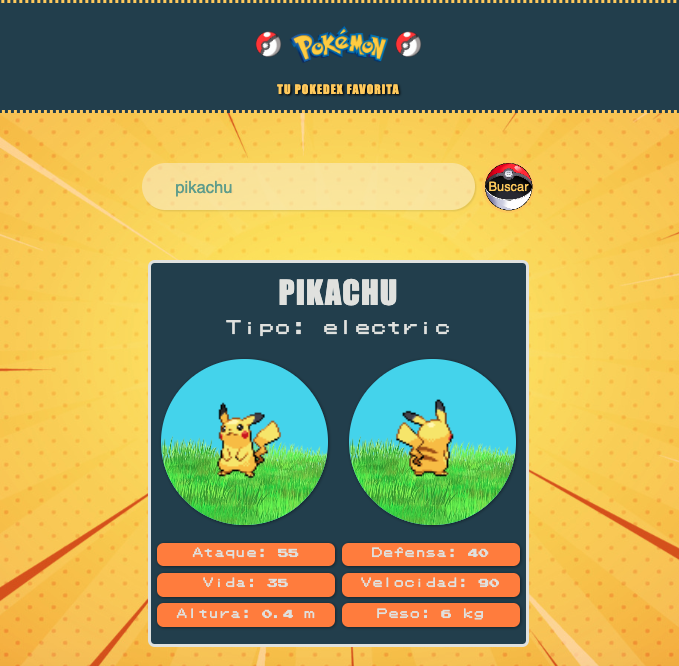 POKéMON
TU POKEDEX FAVORITA
pikachu
Buscar
PIKACHU
Tipo: electric
Ataque: 55
Defensa: 40
Vida: 35
Velocidad: 90
Altura: 0.4 m
Peso: 6 kg